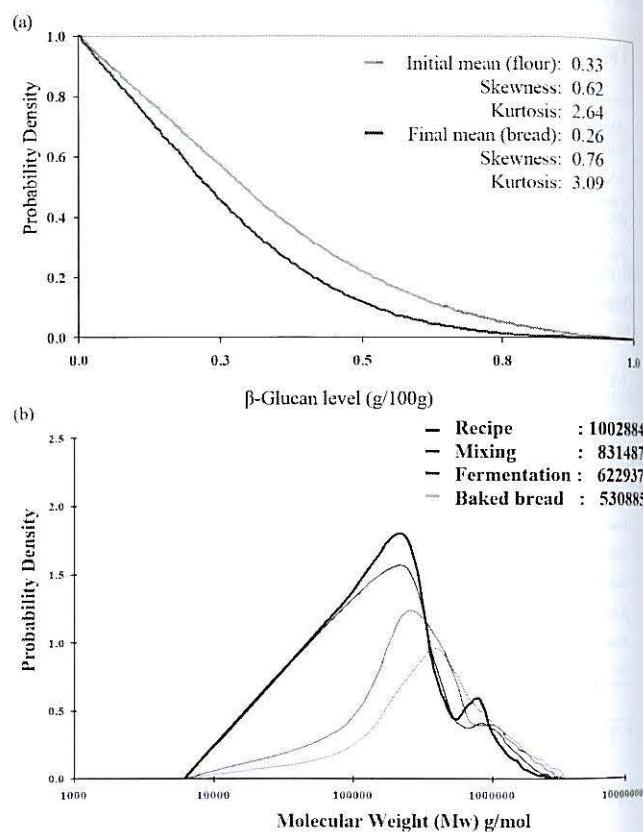 (a)
1.0
0.8
0.6
0.4
0.2
0.0
Probability Density
Initial mean (flour): 0.33
Skewness: 0.62
Kurtosis: 2.64
Final mean (bread): 0.26
Skewness: 0.76
Kurtosis: 3.09
0.0 0.3 0.5 0.8 1.0
β-Glucan level (g/100g)
(b)
Recipe : 1002884
Mixing : 831487
Fermentation : 622937
Baked bread : 530885
2.5
2.0
1.5
1.0
0.5
0.0
Probability Density
1000 10000 100000 1000000 10000000
Molecular Weight (Mw) g/mol